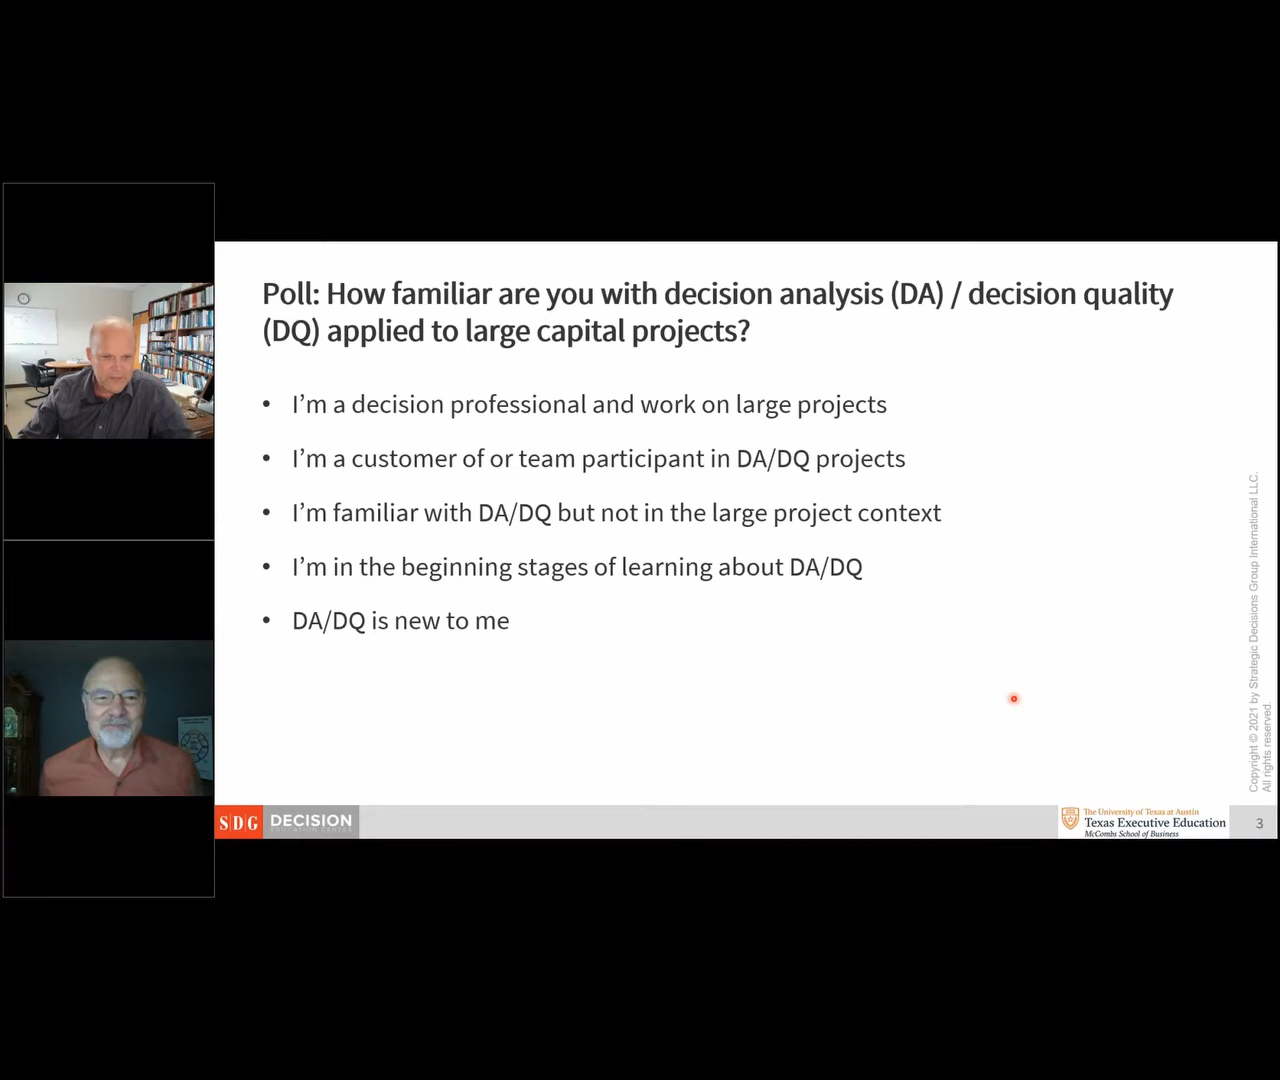 Poll: How familiar are you with decision analysis (DA) / decision quality
(DQ) applied to large capital projects?
• I’m a decision professional and work on large projects
• I’m a customer of or team participant in DA/DQ projects
• I’m familiar with DA/DQ but not in the large project context
• I’m in the beginning stages of learning about DA/DQ
• DA/DQ is new to me
Copyright © 2021 by Strategic Decisions Group International LLC.
All rights reserved.
SDG
DECISION
EDUCATION CENTER
The University of Texas at Austin
Texas Executive Education
McCombs School of Business
3